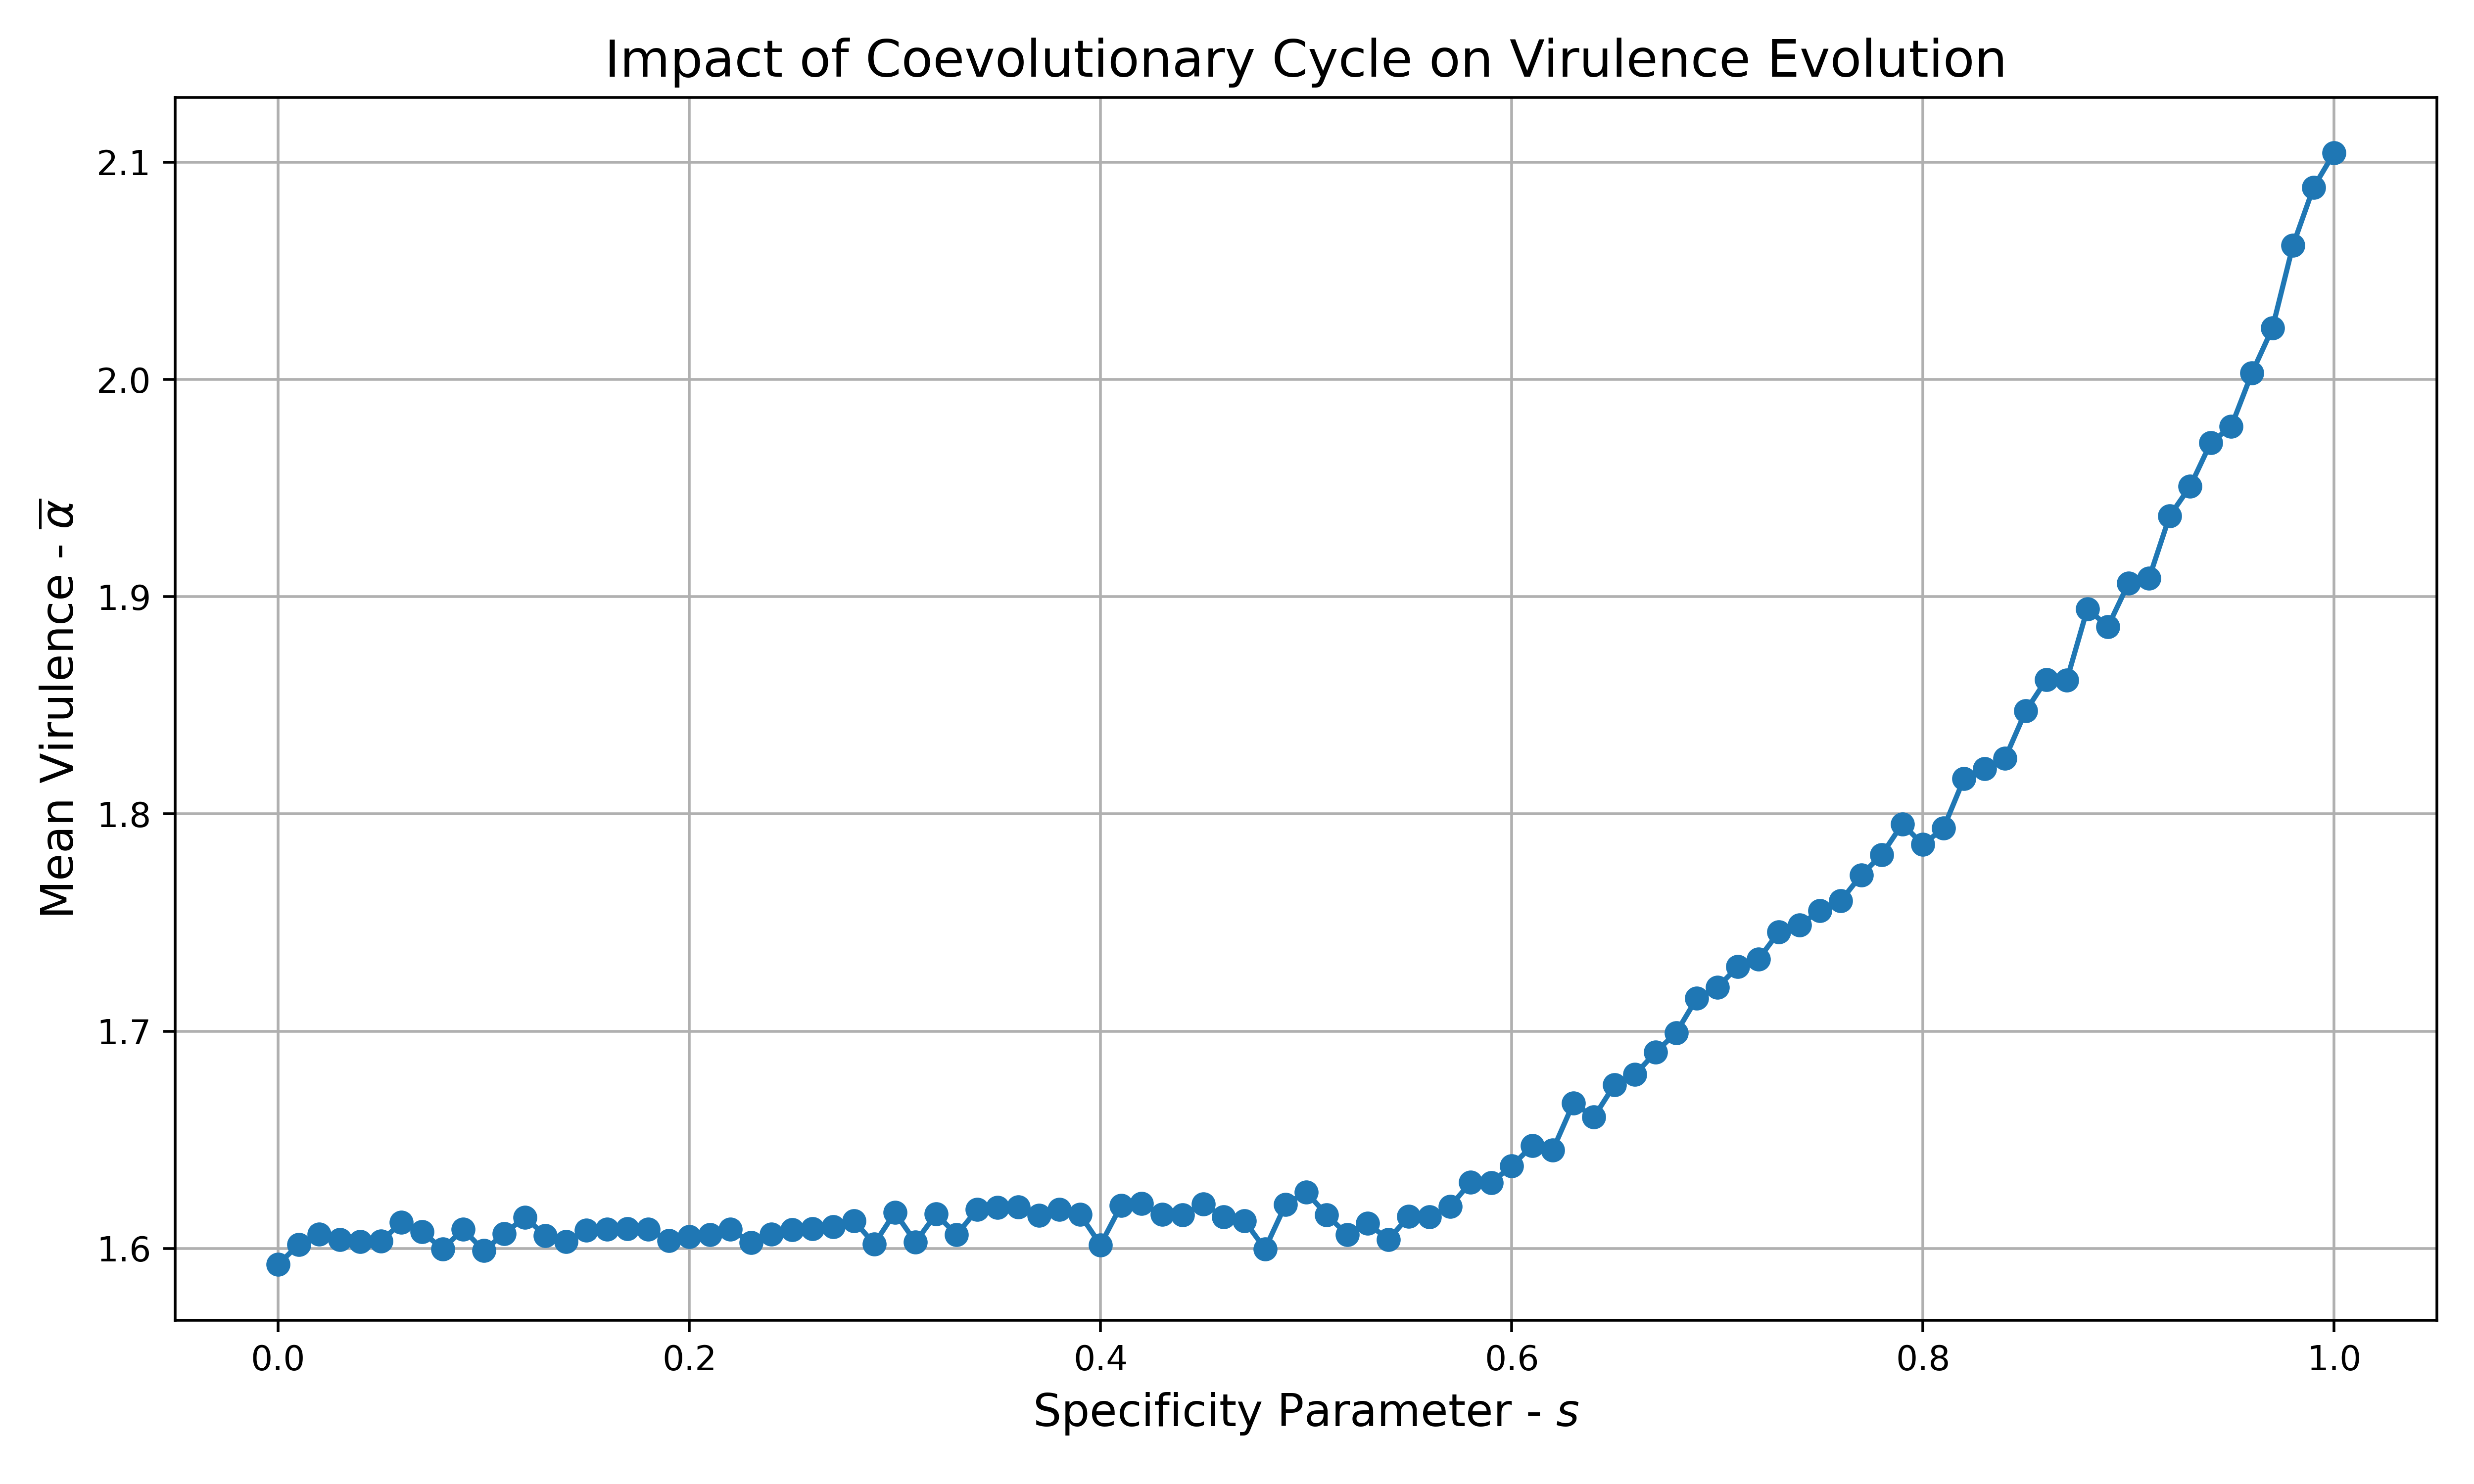 Impact of Coevolutionary Cycle on Virulence Evolution
Mean Virulence - α̅
2.1
2.0
1.9
1.8
1.7
1.6
0.0 0.2 0.4 0.6 0.8 1.0
Specificity Parameter - s